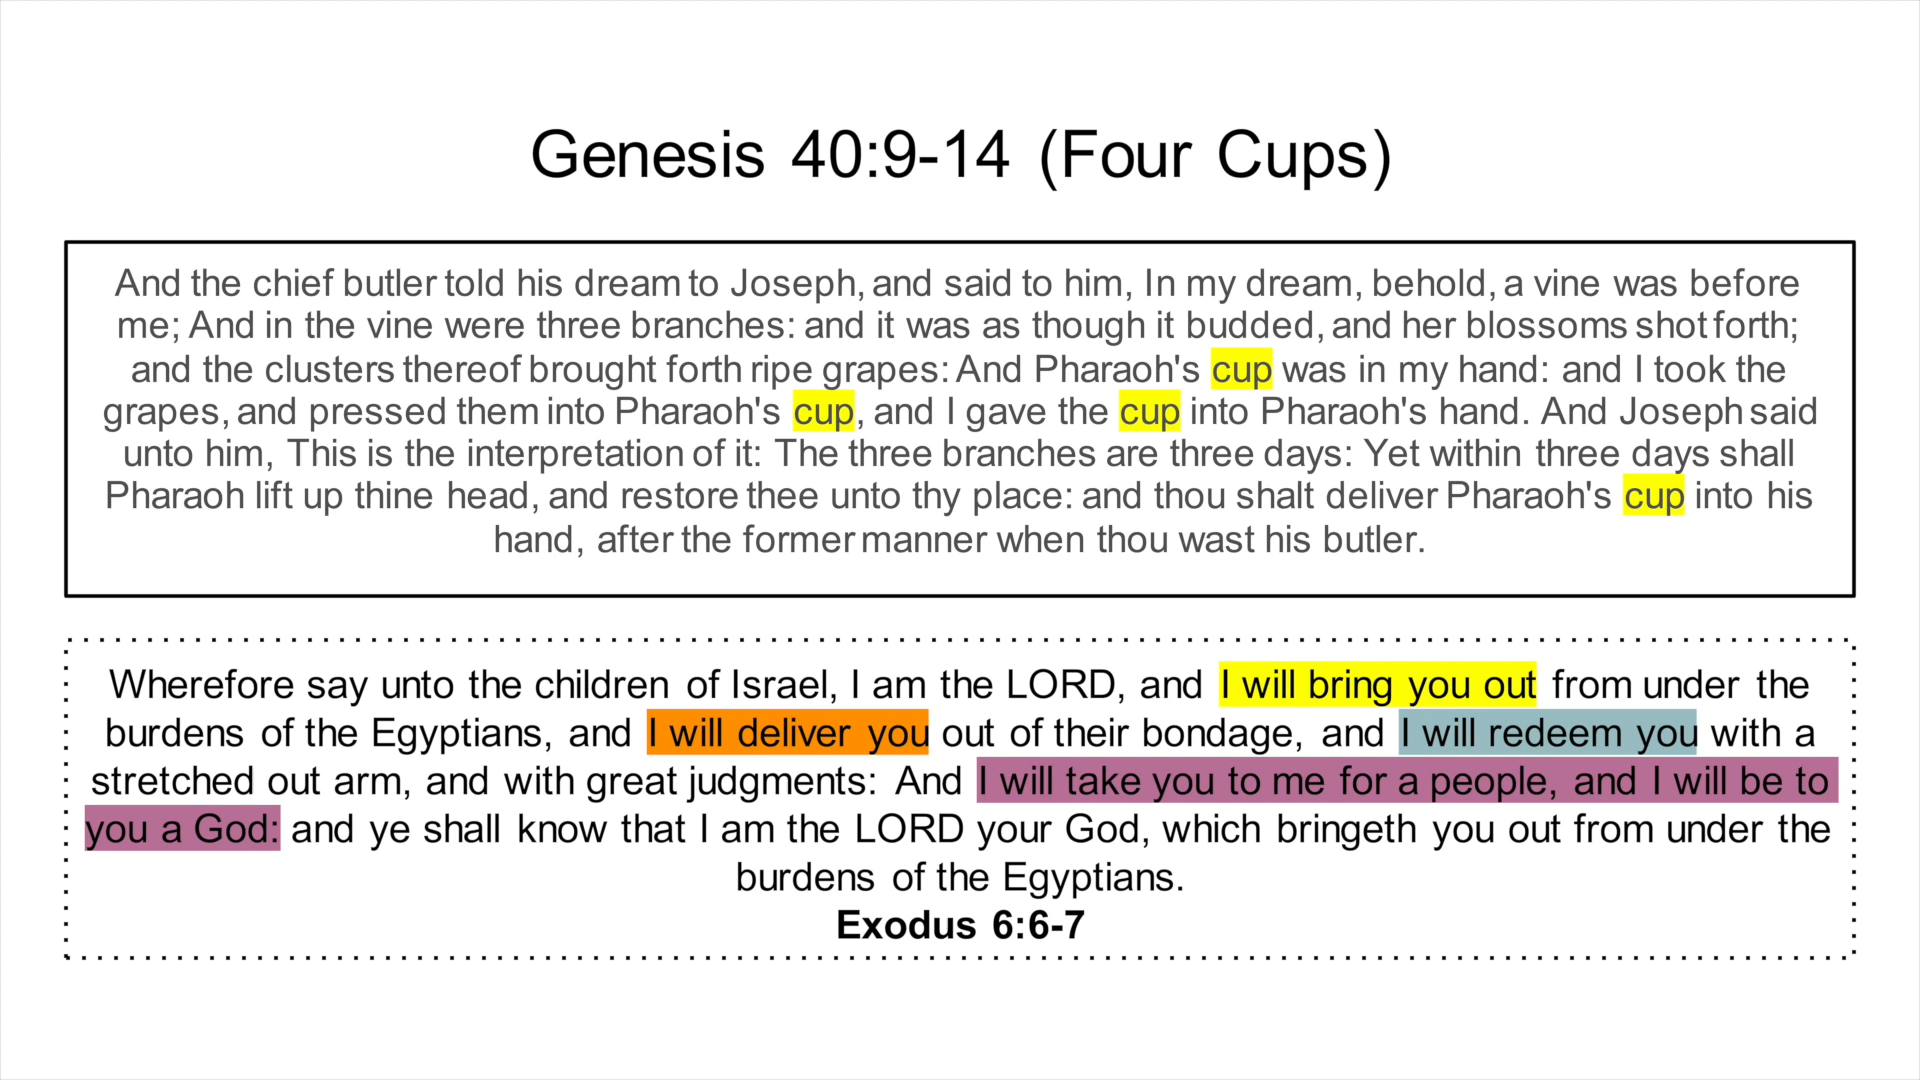 Genesis 40:9-14 (Four Cups)
And the chief butler told his dream to Joseph, and said to him, In my dream, behold, a vine was before
me; And in the vine were three branches: and it was as though it budded, and her blossoms shot forth;
and the clusters thereof brought forth ripe grapes: And Pharaoh's cup was in my hand: and I took the
grapes, and pressed them into Pharaoh's cup, and I gave the cup into Pharaoh's hand. And Joseph said
unto him, This is the interpretation of it: The three branches are three days: Yet within three days shall
Pharaoh lift up thine head, and restore thee unto thy place: and thou shalt deliver Pharaoh's cup into his
hand, after the former manner when thou wast his butler.
Wherefore say unto the children of Israel, I am the LORD, and I will bring you out from under the
burdens of the Egyptians, and I will deliver you out of their bondage, and I will redeem you with a
stretched out arm, and with great judgments: And I will take you to me for a people, and I will be to
you a God: and ye shall know that I am the LORD your God, which bringeth you out from under the
burdens of the Egyptians.
Exodus 6:6-7